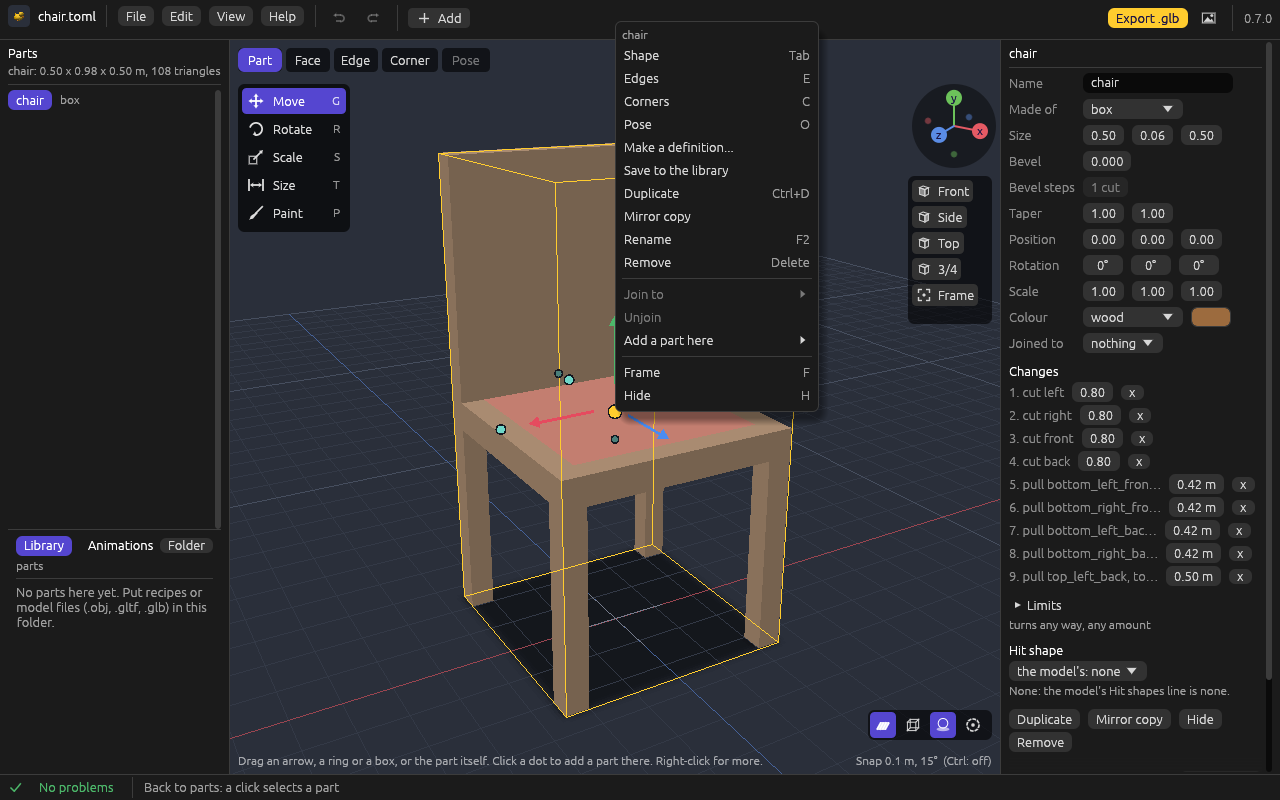 chair.toml File Edit View Help + Add Export .glb 0.7.0
Parts
chair: 0.50 x 0.98 x 0.50 m, 108 triangles
chair box
Library Animations Folder
parts
No parts here yet. Put recipes or
model files (.obj, .gltf, .glb) in this
folder.
Part Face Edge Corner Pose
Move G
Rotate R
Scale S
Size T
Paint P
chair
Shape Tab
Edges E
Corners C
Pose O
Make a definition...
Save to the library
Duplicate Ctrl+D
Mirror copy
Rename F2
Remove Delete
Join to
Unjoin
Add a part here
Frame F
Hide H
y
x
z
Front
Side
Top
3/4
Frame
Drag an arrow, a ring or a box, or the part itself. Click a dot to add a part there. Right-click for more.
Snap 0.1 m, 15° (Ctrl: off)
chair
Name chair
Made of box
Size 0.50 0.06 0.50
Bevel 0.000
Bevel steps 1 cut
Taper 1.00 1.00
Position 0.00 0.00 0.00
Rotation 0° 0° 0°
Scale 1.00 1.00 1.00
Colour wood
Joined to nothing
Changes
1. cut left 0.80 x
2. cut right 0.80 x
3. cut front 0.80 x
4. cut back 0.80 x
5. pull bottom_left_fron... 0.42 m x
6. pull bottom_right_fro... 0.42 m x
7. pull bottom_left_bac... 0.42 m x
8. pull bottom_right_ba... 0.42 m x
9. pull top_left_back, to... 0.50 m x
Limits
turns any way, any amount
Hit shape
the model's: none
None: the model's Hit shapes line is none.
Duplicate Mirror copy Hide
Remove
No problems Back to parts: a click selects a part